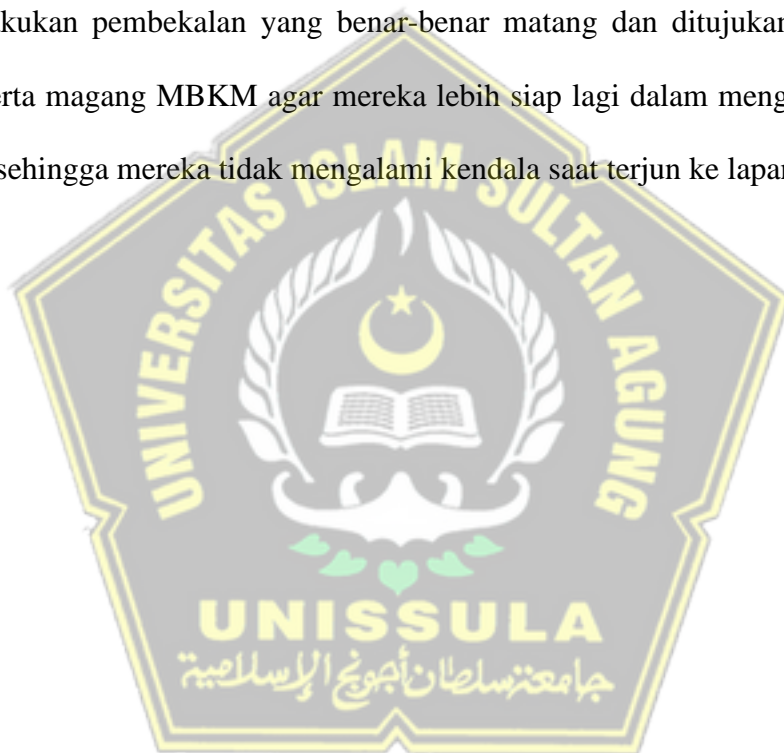 kukan pembekalan yang benar-benar matang dan ditujukan
erta magang MBKM agar mereka lebih siap lagi dalam meng
sehingga mereka tidak mengalami kendala saat terjun ke lapan
UNIVERSITAS ISLAM SULTAN AGUNG
UNISSULA
جامعة سلطان أجونج الإسلامية